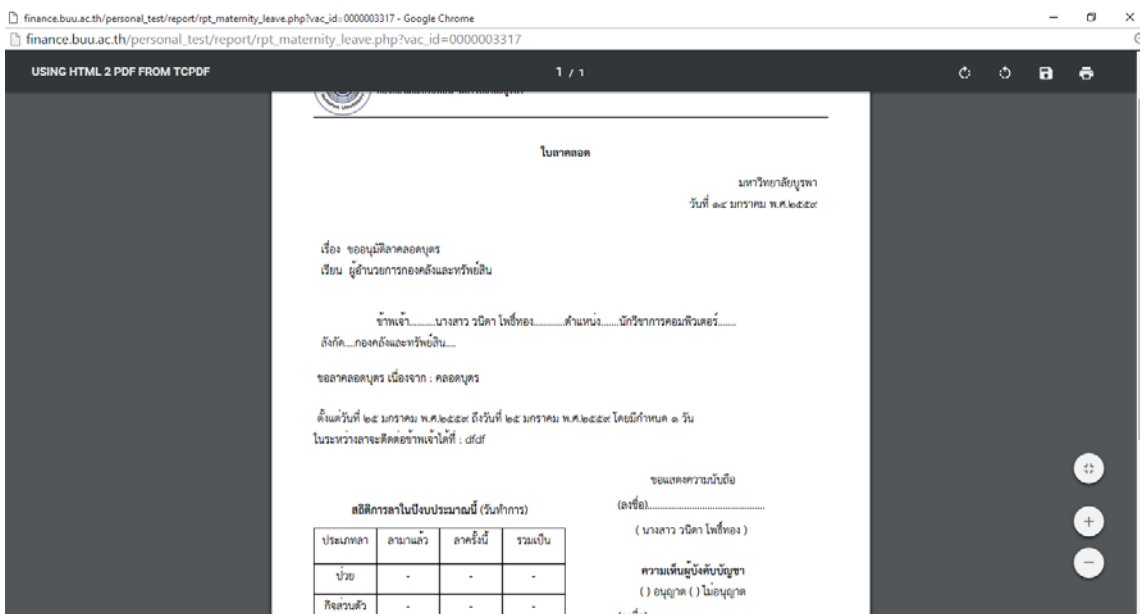 finance.buu.ac.th/personal_test/report/rpt_maternity_leave.php?vac_id=0000003317 - Google Chrome
finance.buu.ac.th/personal_test/report/rpt_maternity_leave.php?vac_id=0000003317
USING HTML 2 PDF FROM TCPDF
1 / 1
ใบลาคลอด
มหาวิทยาลัยบูรพา
วันที่ ๑๔ มกราคม พ.ศ.๒๕๕๙
เรื่อง ขออนุมัติลาคลอดบุตร
เรียน ผู้อำนวยการกองคลังและทรัพย์สิน
ข้าพเจ้า..........นางสาว วนิดา โพธิ์ทอง............ตำแหน่ง.......นักวิชาการคอมพิวเตอร์.......
สังกัด....กองคลังและทรัพย์สิน....
ขอลาคลอดบุตร เนื่องจาก : คลอดบุตร
ตั้งแต่วันที่ ๒๕ มกราคม พ.ศ.๒๕๕๙ ถึงวันที่ ๒๕ มกราคม พ.ศ.๒๕๕๙ โดยมีกำหนด ๑ วัน
ในระหว่างลาจะติดต่อข้าพเจ้าได้ที่ : dfdf
ขอแสดงความนับถือ
(ลงชื่อ)..............................................
( นางสาว วนิดา โพธิ์ทอง )
สถิติการลาในปีงบประมาณนี้ (วันทำการ)
ประเภทลา ลามาแล้ว ลาครั้งนี้ รวมเป็น
ป่วย - - -
กิจส่วนตัว - - -
ความเห็นผู้บังคับบัญชา
( ) อนุญาต ( ) ไม่อนุญาต